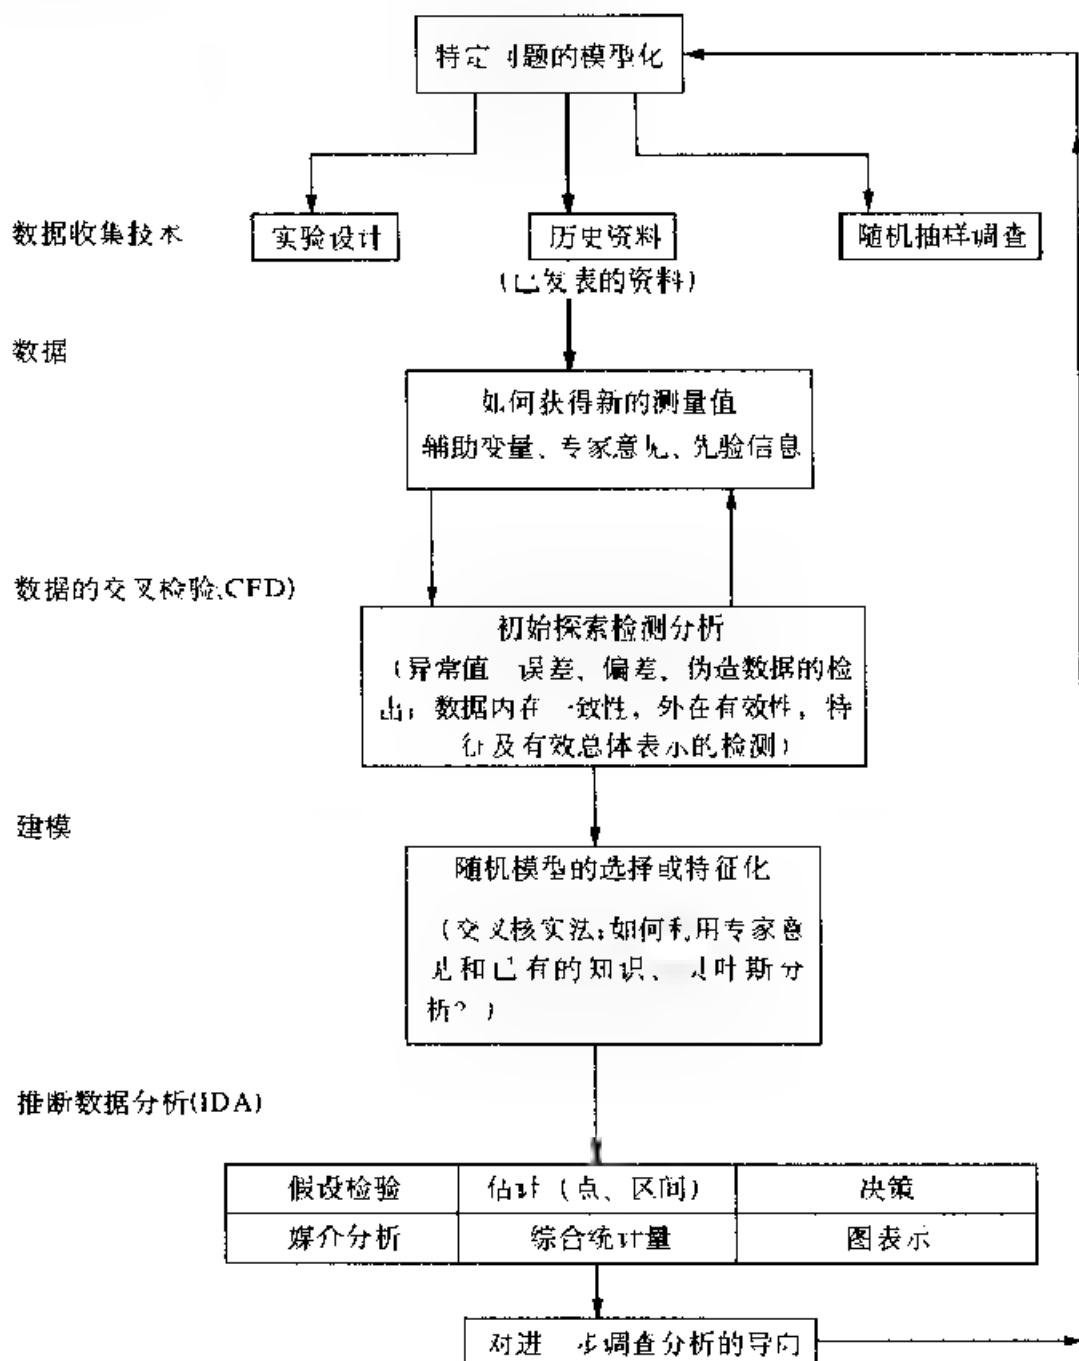 特定问题的模型化
数据收集技术
实验设计
历史资料
随机抽样调查
(已发表的资料)
数据
如何获得新的测量值
辅助变量、专家意见、先验信息
数据的交叉检验(CED)
初始探索检测分析
(异常值、误差、偏差、伪造数据的检
出;数据内在一致性,外在有效性,特
征及有效总体表示的检测)
建模
随机模型的选择或特征化
(交叉核实法;如何利用专家意
见和已有的知识、贝叶斯分
析?)
推断数据分析(IDA)
假设检验
估计(点、区间)
决策
媒介分析
综合统计量
图表示
对进一步调查分析的导向